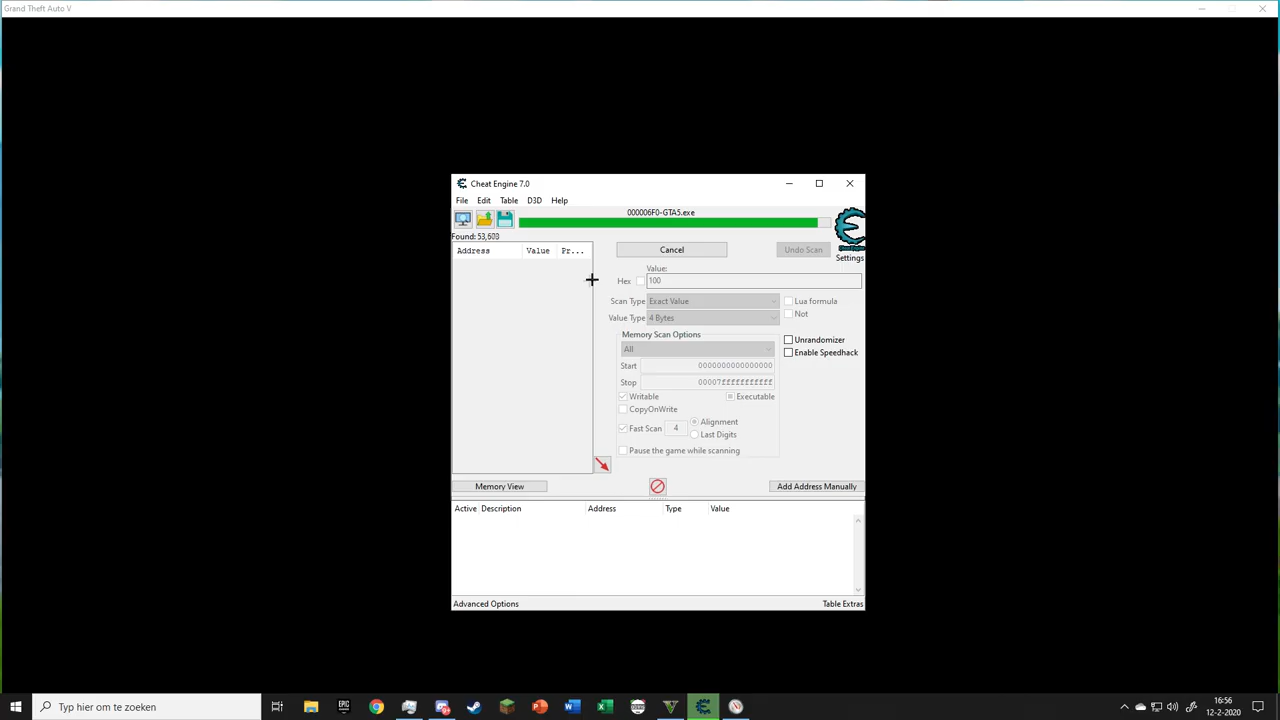 Grand Theft Auto V
Cheat Engine 7.0
File Edit Table D3D Help
000006F0-GTA5.exe
Found: 53,603
Address Value Pr...
Cancel
Undo Scan
Settings
Value:
Hex 100
Scan Type Exact Value
Lua formula
Not
Value Type 4 Bytes
Memory Scan Options
All
Unrandomizer
Enable Speedhack
Start 0000000000000000
Stop 00007fffffffffff
Writable Executable
CopyOnWrite
Fast Scan 4 Alignment
Last Digits
Pause the game while scanning
Memory View
Add Address Manually
Active Description Address Type Value
Advanced Options
Table Extras
Typ hier om te zoeken
16:56
12-2-2020